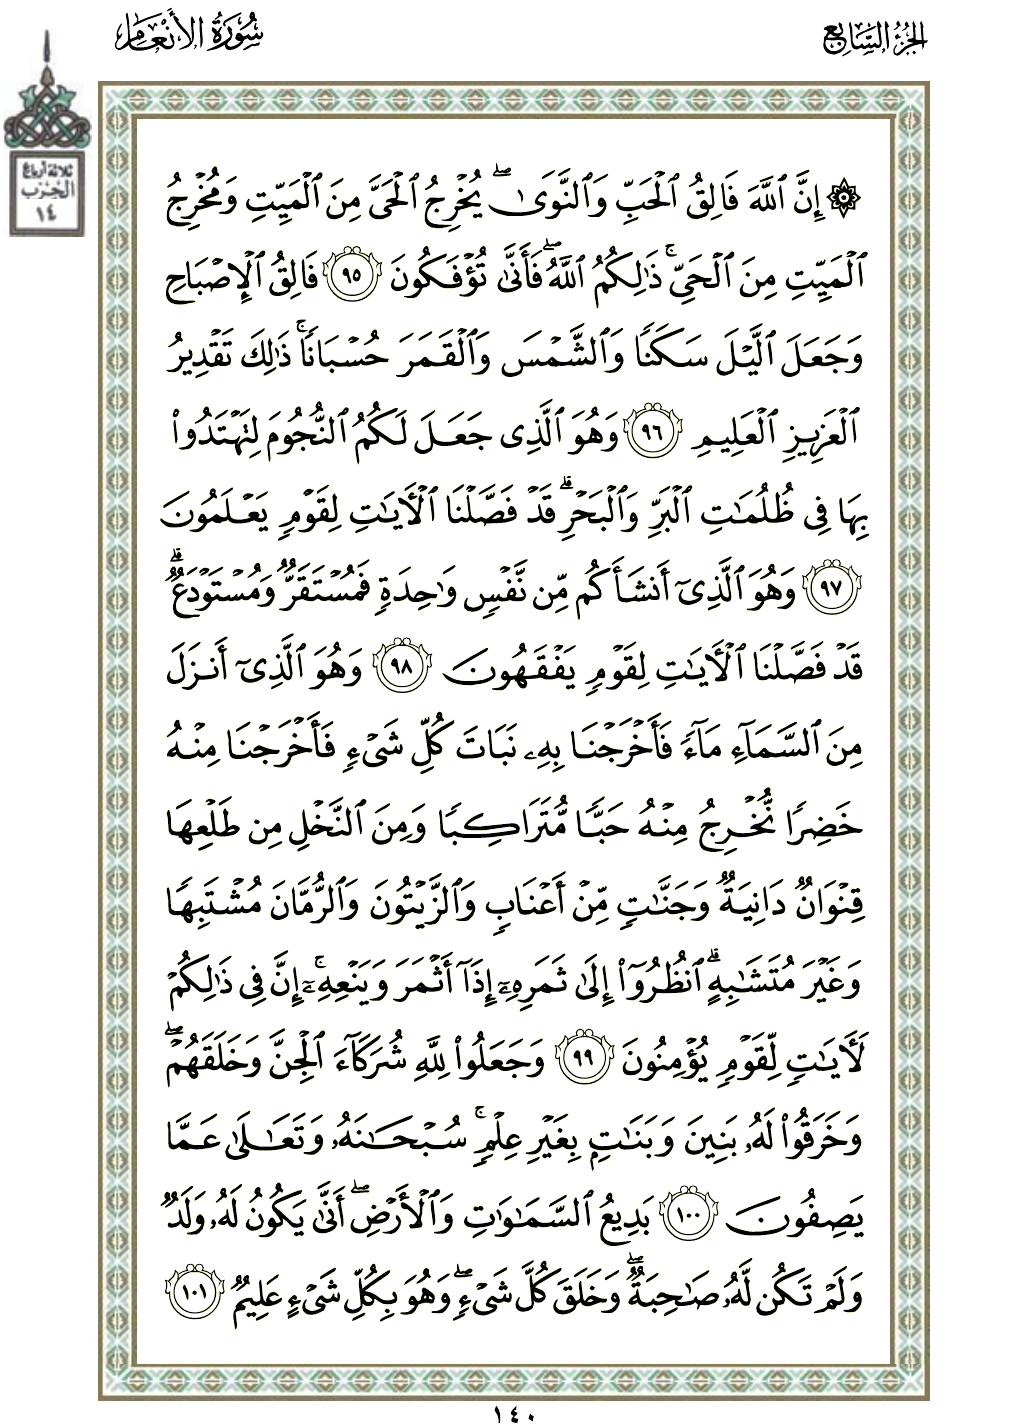 الجزء السابع
سورة الأنعام
ثلاثة أرباع
الحزب
١٤
۞ إِنَّ ٱللَّهَ فَالِقُ ٱلْحَبِّ وَٱلنَّوَىٰ ۖ يُخْرِجُ ٱلْحَىَّ مِنَ ٱلْمَيِّتِ وَمُخْرِجُ
ٱلْمَيِّتِ مِنَ ٱلْحَىِّ ۚ ذَٰلِكُمُ ٱللَّهُ ۖ فَأَنَّىٰ تُؤْفَكُونَ ٩٥ فَالِقُ ٱلْإِصْبَاحِ
وَجَعَلَ ٱلَّيْلَ سَكَنًا وَٱلشَّمْسَ وَٱلْقَمَرَ حُسْبَانًا ۚ ذَٰلِكَ تَقْدِيرُ
ٱلْعَزِيزِ ٱلْعَلِيمِ ٩٦ وَهُوَ ٱلَّذِى جَعَلَ لَكُمُ ٱلنُّجُومَ لِتَهْتَدُوا۟
بِهَا فِى ظُلُمَٰتِ ٱلْبَرِّ وَٱلْبَحْرِ ۗ قَدْ فَصَّلْنَا ٱلْءَايَٰتِ لِقَوْمٍ يَعْلَمُونَ
٩٧ وَهُوَ ٱلَّذِىٓ أَنشَأَكُم مِّن نَّفْسٍ وَٰحِدَةٍ فَمُسْتَقَرٌّ وَمُسْتَوْدَعٌ ۗ
قَدْ فَصَّلْنَا ٱلْءَايَٰتِ لِقَوْمٍ يَفْقَهُونَ ٩٨ وَهُوَ ٱلَّذِىٓ أَنزَلَ
مِنَ ٱلسَّمَآءِ مَآءً فَأَخْرَجْنَا بِهِۦ نَبَاتَ كُلِّ شَىْءٍ فَأَخْرَجْنَا مِنْهُ
خَضِرًا نُّخْرِجُ مِنْهُ حَبًّا مُّتَرَاكِبًا وَمِنَ ٱلنَّخْلِ مِن طَلْعِهَا
قِنْوَانٌ دَانِيَةٌ وَجَنَّٰتٍ مِّنْ أَعْنَابٍ وَٱلزَّيْتُونَ وَٱلرُّمَّانَ مُشْتَبِهًا
وَغَيْرَ مُتَشَٰبِهٍ ۗ ٱنظُرُوٓا۟ إِلَىٰ ثَمَرِهِۦٓ إِذَآ أَثْمَرَ وَيَنْعِهِۦٓ ۚ إِنَّ فِى ذَٰلِكُمْ
لَءَايَٰتٍ لِّقَوْمٍ يُؤْمِنُونَ ٩٩ وَجَعَلُوا۟ لِلَّهِ شُرَكَآءَ ٱلْجِنَّ وَخَلَقَهُمْ ۖ
وَخَرَقُوا۟ لَهُۥ بَنِينَ وَبَنَٰتٍۭ بِغَيْرِ عِلْمٍ ۚ سُبْحَٰنَهُۥ وَتَعَٰلَىٰ عَمَّا
يَصِفُونَ ١٠٠ بَدِيعُ ٱلسَّمَٰوَٰتِ وَٱلْأَرْضِ ۖ أَنَّىٰ يَكُونُ لَهُۥ وَلَدٌ
وَلَمْ تَكُن لَّهُۥ صَٰحِبَةٌ ۖ وَخَلَقَ كُلَّ شَىْءٍ ۖ وَهُوَ بِكُلِّ شَىْءٍ عَلِيمٌ ١٠١
١٤٠